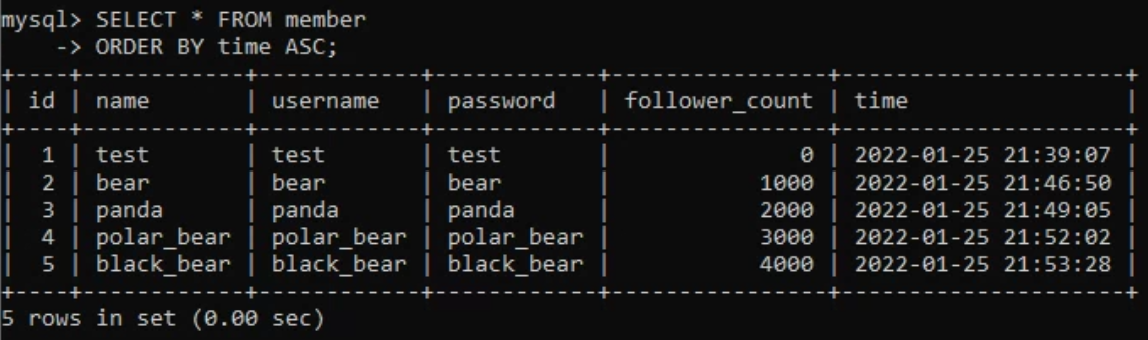 mysql> SELECT * FROM member
    -> ORDER BY time ASC;
+----+------------+------------+------------+----------------+---------------------+
| id | name       | username   | password   | follower_count | time                |
+----+------------+------------+------------+----------------+---------------------+
|  1 | test       | test       | test       |              0 | 2022-01-25 21:39:07 |
|  2 | bear       | bear       | bear       |           1000 | 2022-01-25 21:46:50 |
|  3 | panda      | panda      | panda      |           2000 | 2022-01-25 21:49:05 |
|  4 | polar_bear | polar_bear | polar_bear |           3000 | 2022-01-25 21:52:02 |
|  5 | black_bear | black_bear | black_bear |           4000 | 2022-01-25 21:53:28 |
+----+------------+------------+------------+----------------+---------------------+
5 rows in set (0.00 sec)